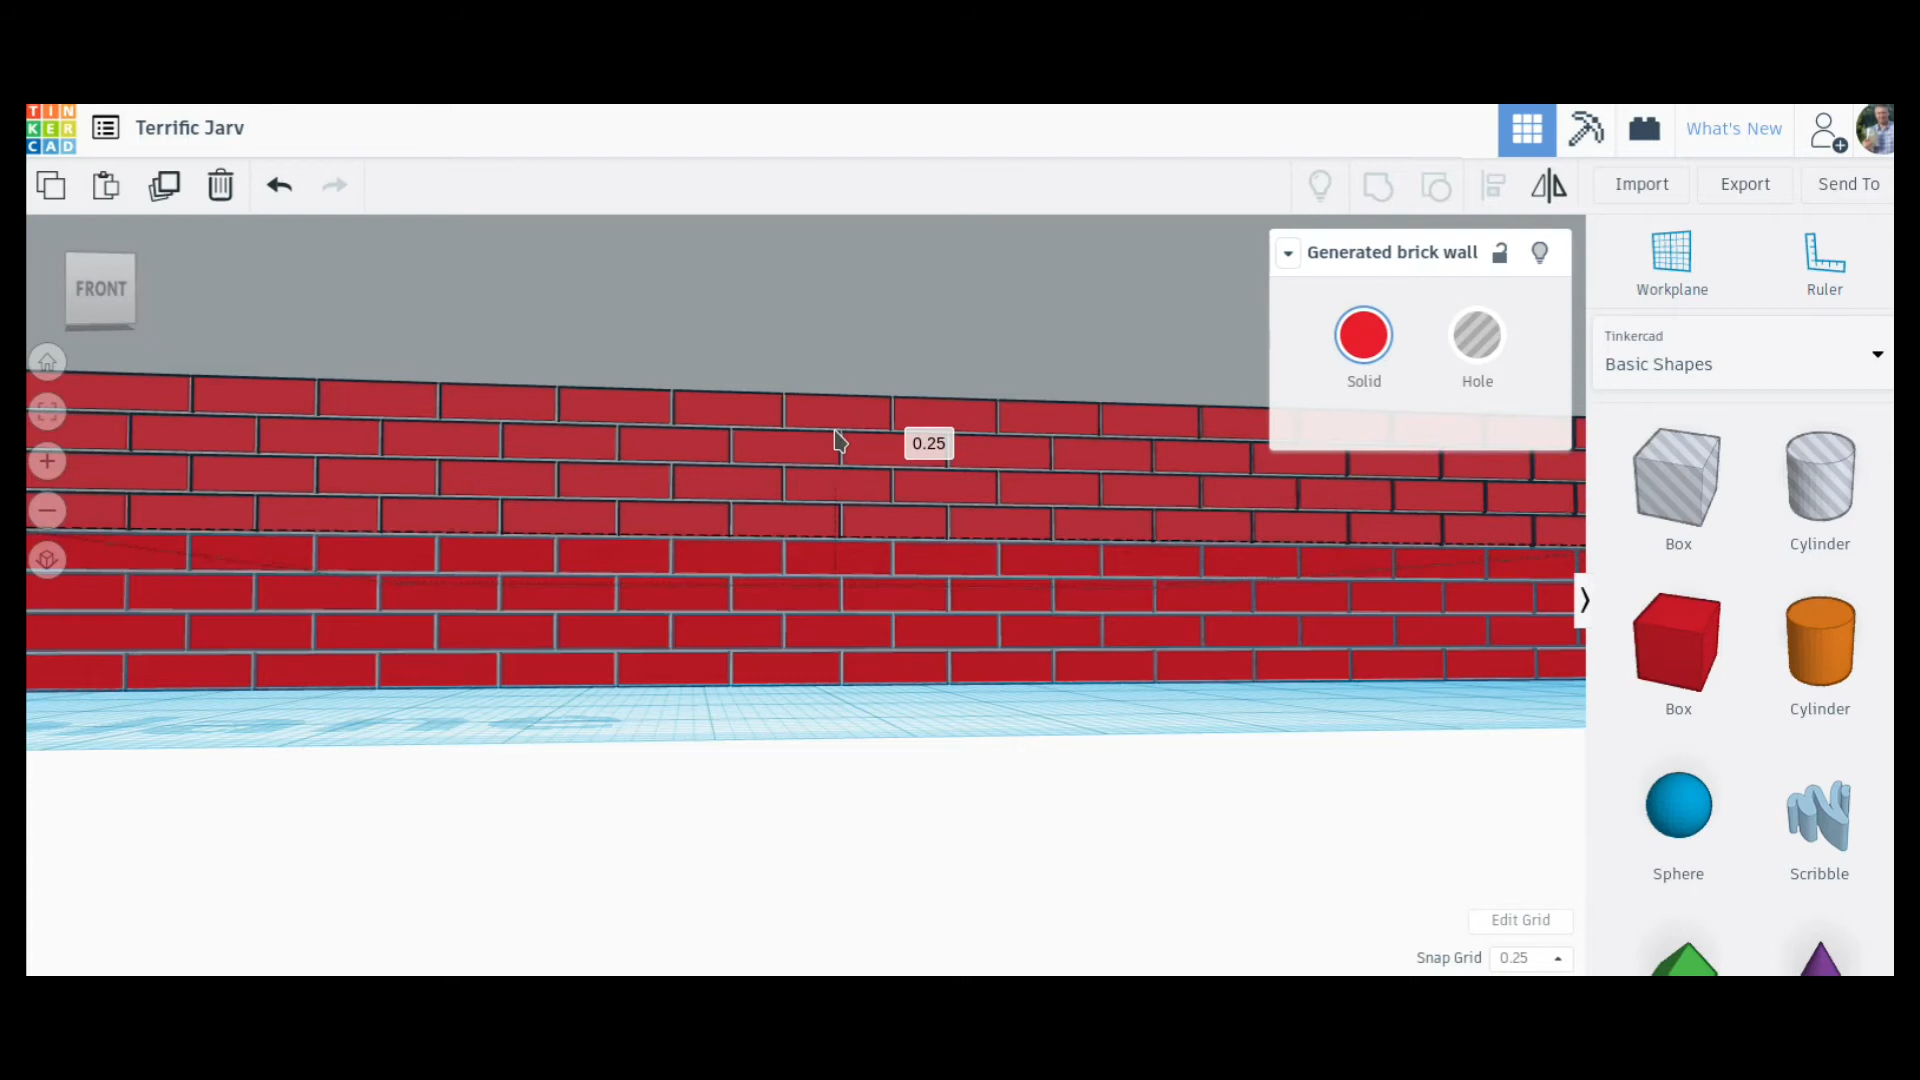 TIN
KER
CAD
Terrific Jarv
What's New
Import
Export
Send To
FRONT
Generated brick wall
Solid
Hole
0.25
Workplane
Ruler
Tinkercad
Basic Shapes
Box
Cylinder
Box
Cylinder
Sphere
Scribble
Edit Grid
Snap Grid
0.25